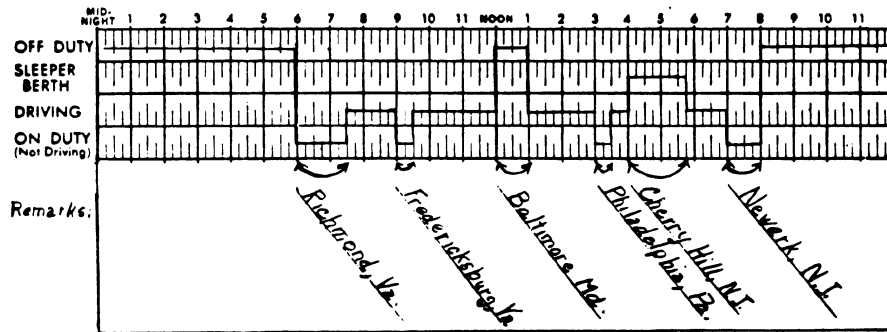 MID-NIGHT 1 2 3 4 5 6 7 8 9 10 11 NOON 1 2 3 4 5 6 7 8 9 10 11
OFF DUTY
SLEEPER
BERTH
DRIVING
ON DUTY
(Not Driving)
Remarks:
Richmond, Va.
Fredericksburg, Va.
Baltimore Md.
Philadelphia, Pa.
Cherry Hill, N.J.
Newark, N.J.